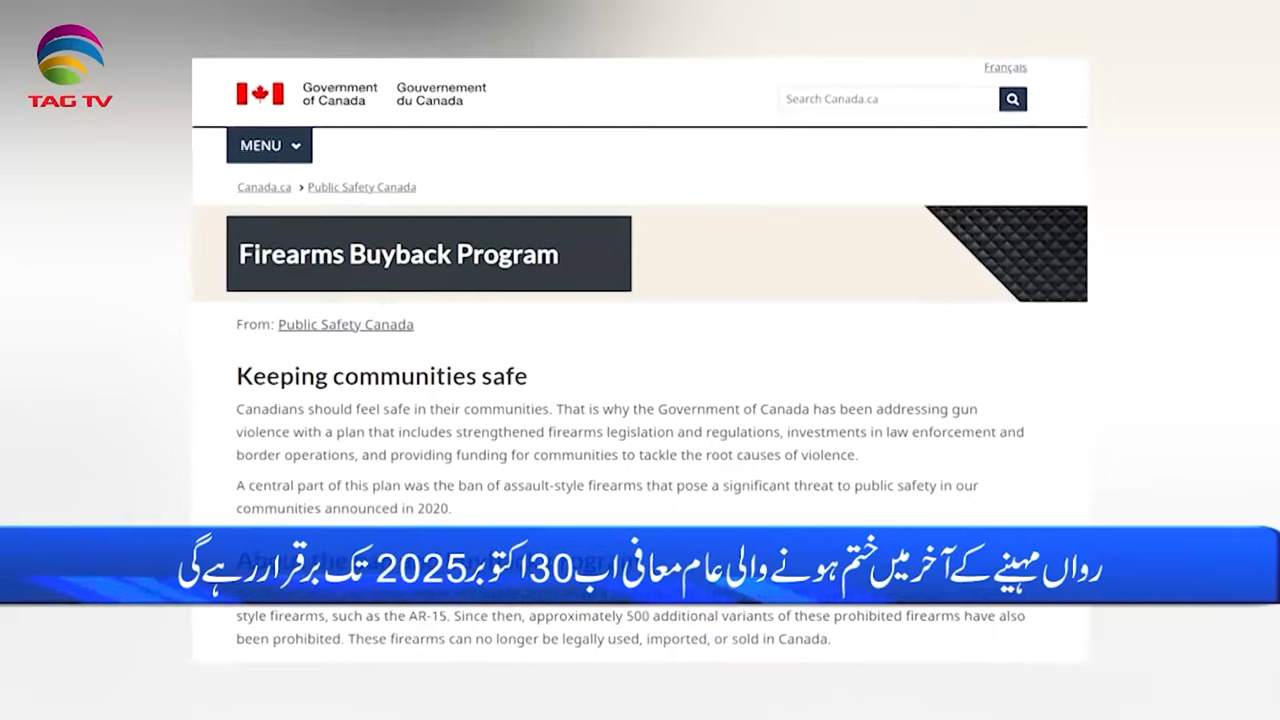 TAG TV
Français
Government of Canada
Gouvernement du Canada
Search Canada.ca
MENU
Canada.ca > Public Safety Canada
Firearms Buyback Program
From: Public Safety Canada
Keeping communities safe
Canadians should feel safe in their communities. That is why the Government of Canada has been addressing gun
violence with a plan that includes strengthened firearms legislation and regulations, investments in law enforcement and
border operations, and providing funding for communities to tackle the root causes of violence.
A central part of this plan was the ban of assault-style firearms that pose a significant threat to public safety in our
communities announced in 2020.
رواں مہینے کے آخر میں ختم ہونے والی عام معافی اب 30 اکتوبر 2025 تک برقرار رہے گی
style firearms, such as the AR-15. Since then, approximately 500 additional variants of these prohibited firearms have also
been prohibited. These firearms can no longer be legally used, imported, or sold in Canada.